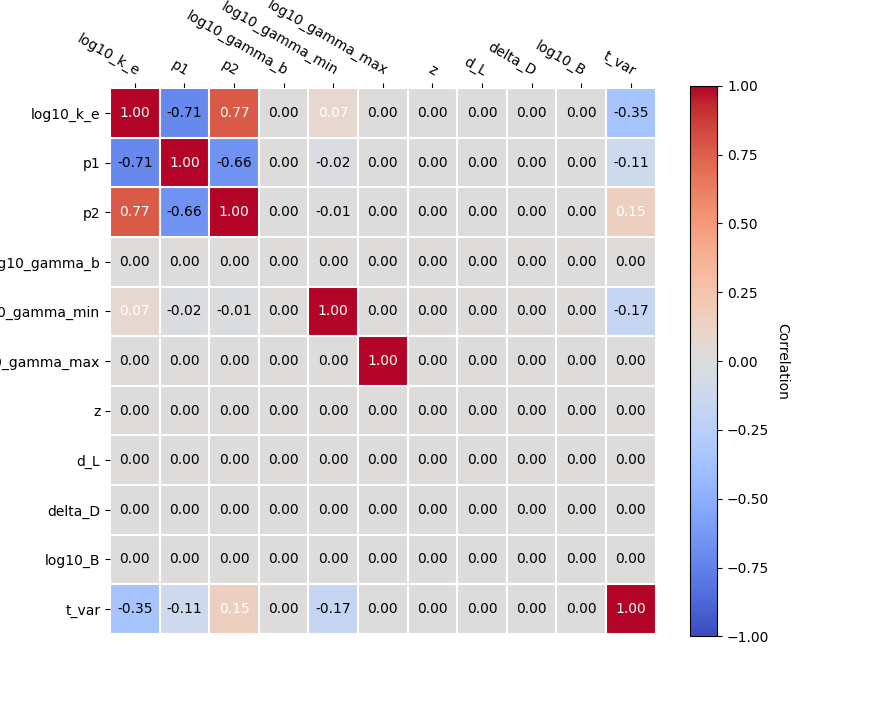 log10_k_e p1 p2 log10_gamma_b log10_gamma_min log10_gamma_max z d_L delta_D log10_B t_var
log10_k_e 1.00 -0.71 0.77 0.00 0.07 0.00 0.00 0.00 0.00 0.00 -0.35
p1 -0.71 1.00 -0.66 0.00 -0.02 0.00 0.00 0.00 0.00 0.00 -0.11
p2 0.77 -0.66 1.00 0.00 -0.01 0.00 0.00 0.00 0.00 0.00 0.15
g10_gamma_b 0.00 0.00 0.00 0.00 0.00 0.00 0.00 0.00 0.00 0.00 0.00
0_gamma_min 0.07 -0.02 -0.01 0.00 1.00 0.00 0.00 0.00 0.00 0.00 -0.17
0_gamma_max 0.00 0.00 0.00 0.00 0.00 1.00 0.00 0.00 0.00 0.00 0.00
z 0.00 0.00 0.00 0.00 0.00 0.00 0.00 0.00 0.00 0.00 0.00
d_L 0.00 0.00 0.00 0.00 0.00 0.00 0.00 0.00 0.00 0.00 0.00
delta_D 0.00 0.00 0.00 0.00 0.00 0.00 0.00 0.00 0.00 0.00 0.00
log10_B 0.00 0.00 0.00 0.00 0.00 0.00 0.00 0.00 0.00 0.00 0.00
t_var -0.35 -0.11 0.15 0.00 -0.17 0.00 0.00 0.00 0.00 0.00 1.00
1.00
0.75
0.50
0.25
0.00
−0.25
−0.50
−0.75
−1.00
Correlation